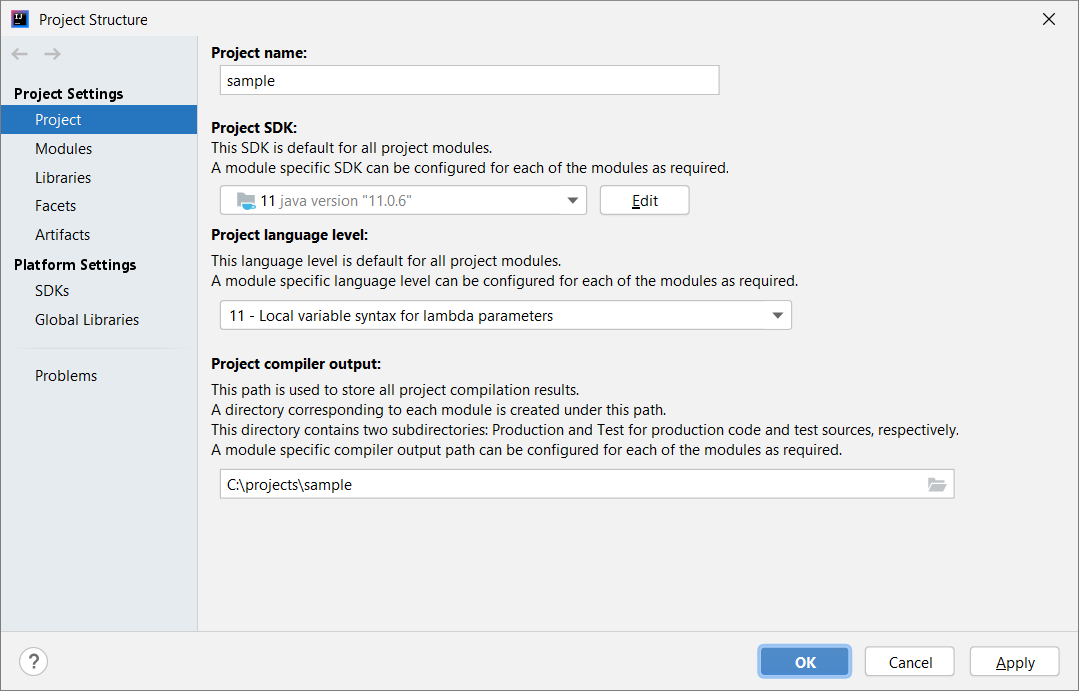 Project Structure
Project Settings
Project
Modules
Libraries
Facets
Artifacts
Platform Settings
SDKs
Global Libraries
Problems
Project name:
sample
Project SDK:
This SDK is default for all project modules.
A module specific SDK can be configured for each of the modules as required.
11 java version "11.0.6"
Edit
Project language level:
This language level is default for all project modules.
A module specific language level can be configured for each of the modules as required.
11 - Local variable syntax for lambda parameters
Project compiler output:
This path is used to store all project compilation results.
A directory corresponding to each module is created under this path.
This directory contains two subdirectories: Production and Test for production code and test sources, respectively.
A module specific compiler output path can be configured for each of the modules as required.
C:\projects\sample
?
OK
Cancel
Apply